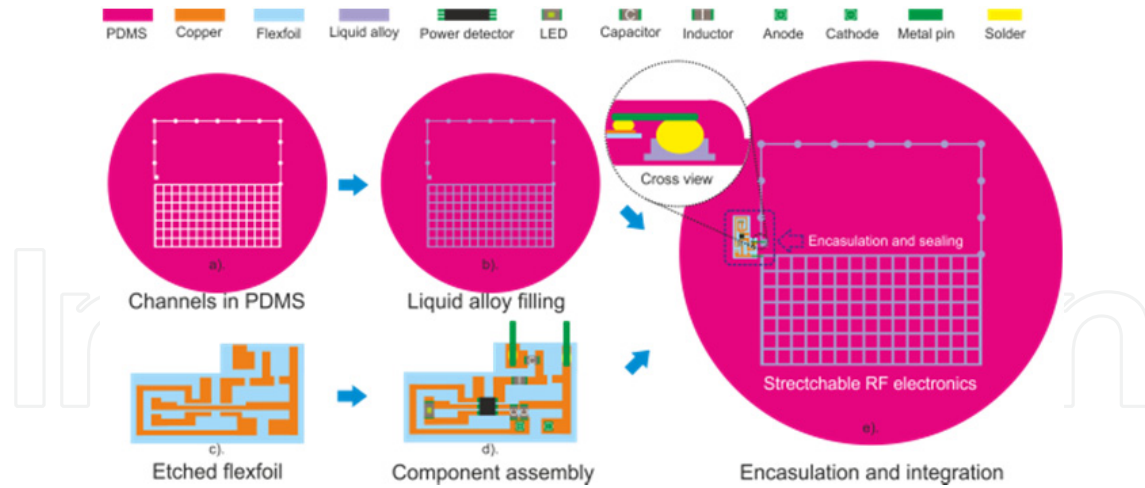 PDMS Copper Flexfoil Liquid alloy Power detector LED Capacitor Inductor Anode Cathode Metal pin Solder
C I
Cross view
Encasulation and sealing
a).
b).
Channels in PDMS
Liquid alloy filling
Strectchable RF electronics
e).
c).
d).
Etched flexfoil
Component assembly
Encasulation and integration